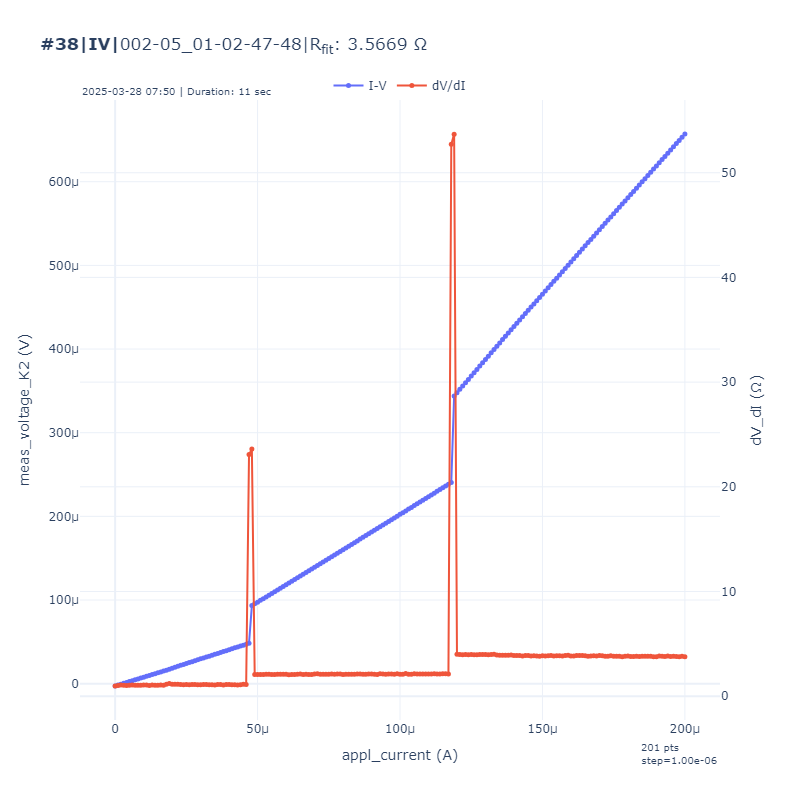 #38|IV|002-05_01-02-47-48|Rfit: 3.5669 Ω
2025-03-28 07:50 | Duration: 11 sec
I-V
dV/dI
600μ
500μ
400μ
300μ
200μ
100μ
0
meas_voltage_K2 (V)
50
40
30
20
10
0
dV_dI (Ω)
0
50μ
100μ
150μ
200μ
appl_current (A)
201 pts
step=1.00e-06